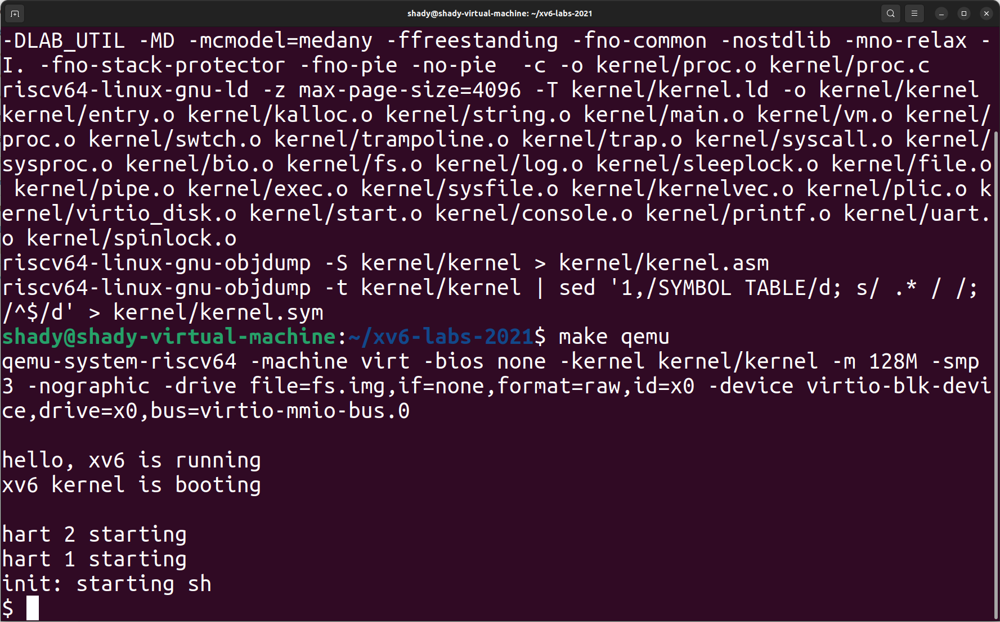 shady@shady-virtual-machine: ~/xv6-labs-2021
-DLAB_UTIL -MD -mcmodel=medany -ffreestanding -fno-common -nostdlib -mno-relax -
I. -fno-stack-protector -fno-pie -no-pie  -c -o kernel/proc.o kernel/proc.c
riscv64-linux-gnu-ld -z max-page-size=4096 -T kernel/kernel.ld -o kernel/kernel
kernel/entry.o kernel/kalloc.o kernel/string.o kernel/main.o kernel/vm.o kernel/
proc.o kernel/swtch.o kernel/trampoline.o kernel/trap.o kernel/syscall.o kernel/
sysproc.o kernel/bio.o kernel/fs.o kernel/log.o kernel/sleeplock.o kernel/file.o
 kernel/pipe.o kernel/exec.o kernel/sysfile.o kernel/kernelvec.o kernel/plic.o k
ernel/virtio_disk.o kernel/start.o kernel/console.o kernel/printf.o kernel/uart.
o kernel/spinlock.o
riscv64-linux-gnu-objdump -S kernel/kernel > kernel/kernel.asm
riscv64-linux-gnu-objdump -t kernel/kernel | sed '1,/SYMBOL TABLE/d; s/ .* / /;
/^$/d' > kernel/kernel.sym
shady@shady-virtual-machine:~/xv6-labs-2021$ make qemu
qemu-system-riscv64 -machine virt -bios none -kernel kernel/kernel -m 128M -smp
3 -nographic -drive file=fs.img,if=none,format=raw,id=x0 -device virtio-blk-devi
ce,drive=x0,bus=virtio-mmio-bus.0

hello, xv6 is running
xv6 kernel is booting

hart 2 starting
hart 1 starting
init: starting sh
$